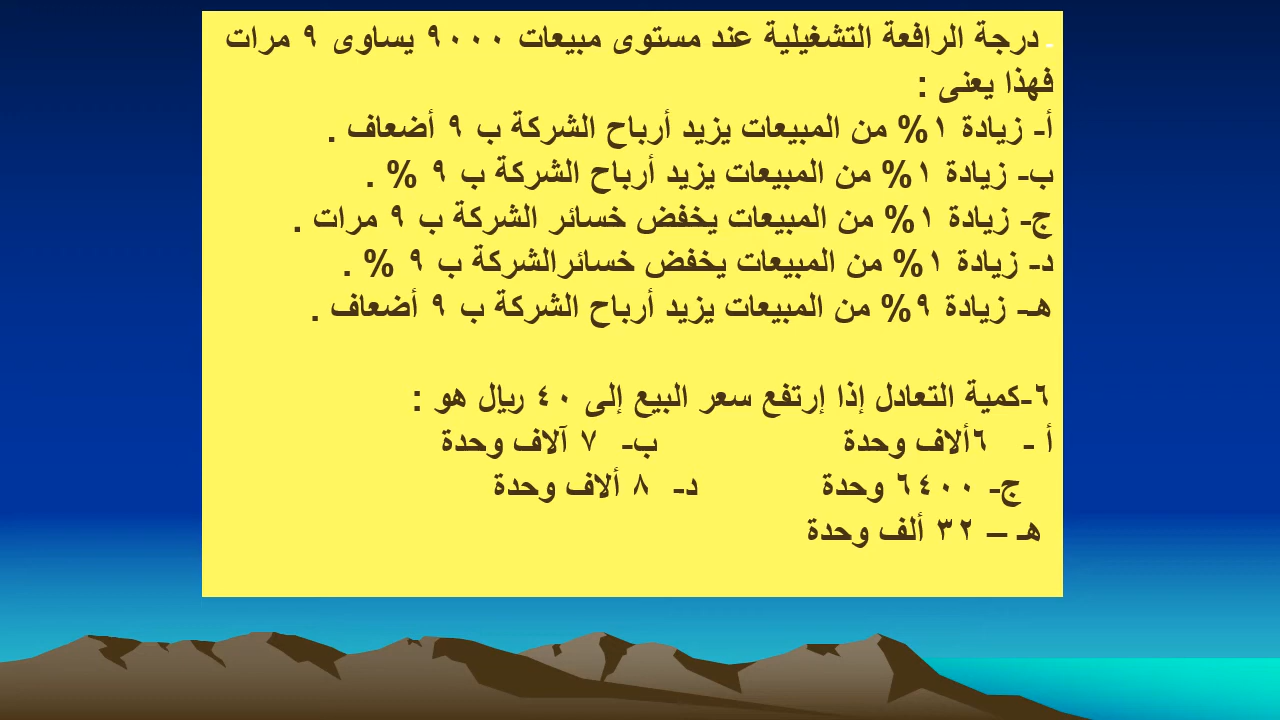 - درجة الرافعة التشغيلية عند مستوى مبيعات ٩٠٠٠ يساوى ٩ مرات
فهذا يعنى :
أ- زيادة ١% من المبيعات يزيد أرباح الشركة ب ٩ أضعاف .
ب- زيادة ١% من المبيعات يزيد أرباح الشركة ب ٩ % .
ج- زيادة ١% من المبيعات يخفض خسائر الشركة ب ٩ مرات .
د- زيادة ١% من المبيعات يخفض خسائرالشركة ب ٩ % .
هـ- زيادة ٩% من المبيعات يزيد أرباح الشركة ب ٩ أضعاف .
٦-كمية التعادل إذا إرتفع سعر البيع إلى ٤٠ ريال هو :
أ - ٦ألاف وحدة ب- ٧ آلاف وحدة
ج- ٦٤٠٠ وحدة د- ٨ ألاف وحدة
هـ – ٣٢ ألف وحدة